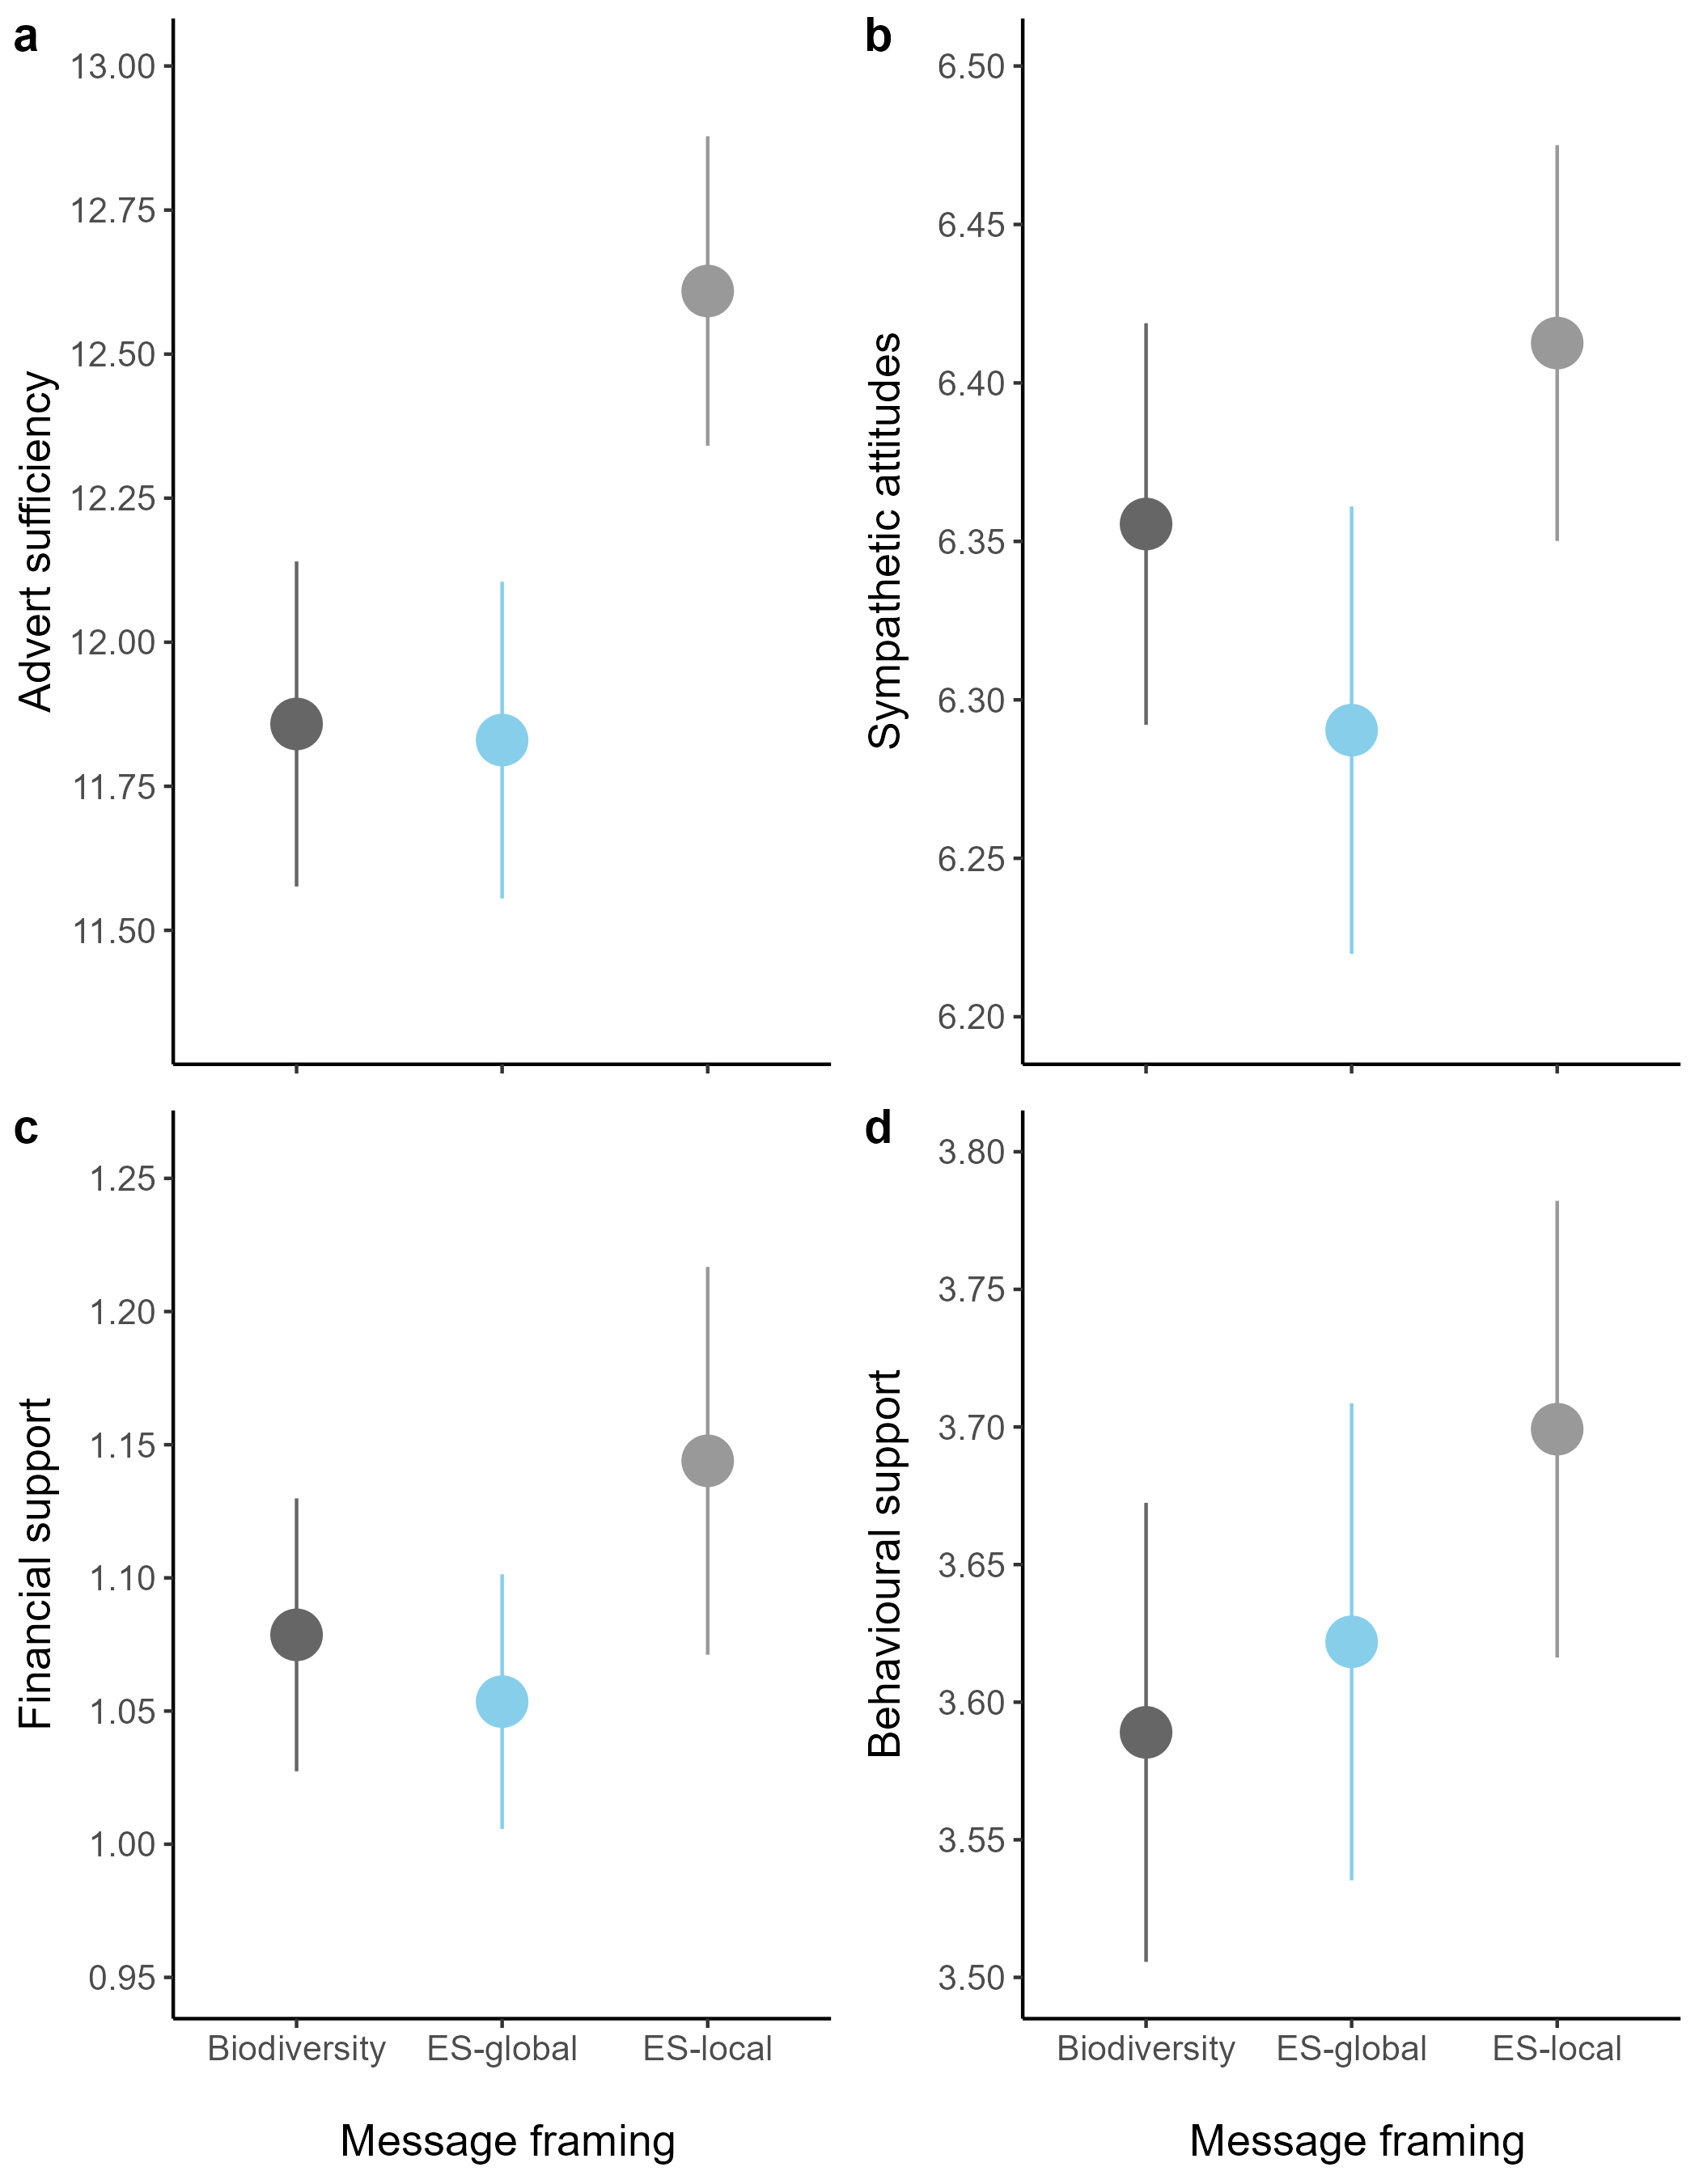 a
13.00
12.75
12.50
12.25
12.00
11.75
11.50
Advert sufficiency
b
6.50
6.45
6.40
6.35
6.30
6.25
6.20
Sympathetic attitudes
c
1.25
1.20
1.15
1.10
1.05
1.00
0.95
Financial support
Biodiversity ES-global ES-local
Message framing
d
3.80
3.75
3.70
3.65
3.60
3.55
3.50
Behavioural support
Biodiversity ES-global ES-local
Message framing